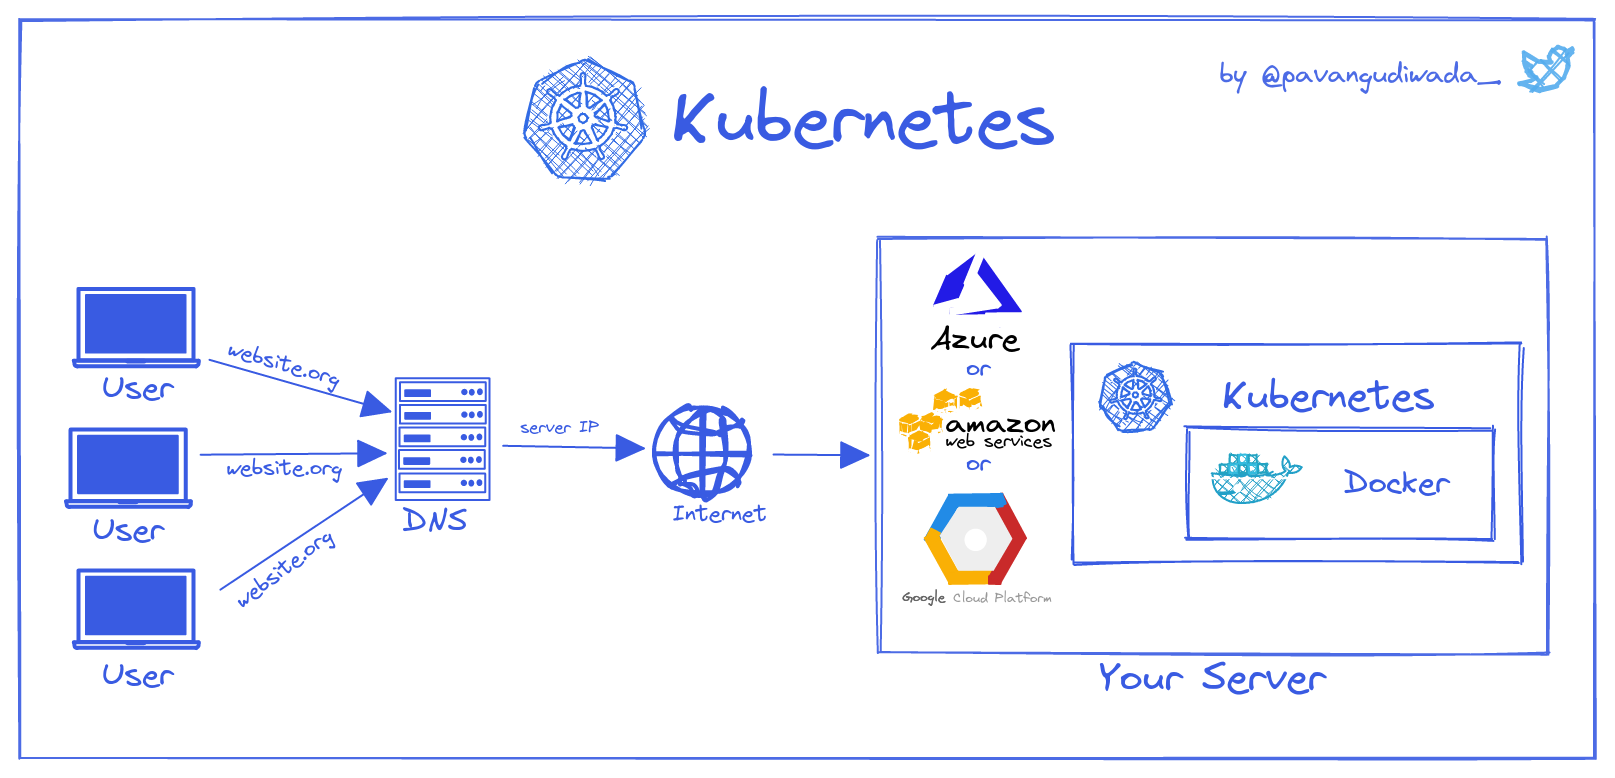 by @pavangudiwada_
Kubernetes
website.org
User
website.org
User
website.org
User
DNS
server IP
Internet
Azure
or
amazon
web services
or
Google Cloud Platform
Kubernetes
Docker
Your Server